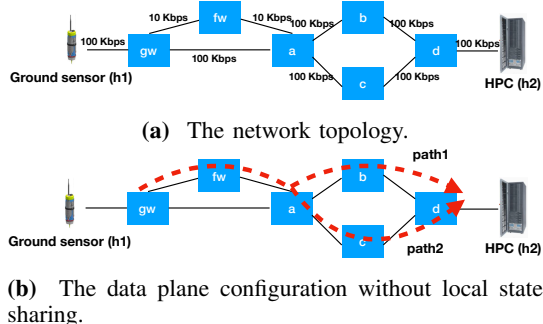 10 Kbps fw 10 Kbps b
100 Kbps 100 Kbps
100 Kbps gw 100 Kbps a d 100 Kbps
100 Kbps 100 Kbps
c
Ground sensor (h1) HPC (h2)
(a) The network topology.
path1
fw b
gw a d
c
Ground sensor (h1) path2 HPC (h2)
(b) The data plane configuration without local state
sharing.